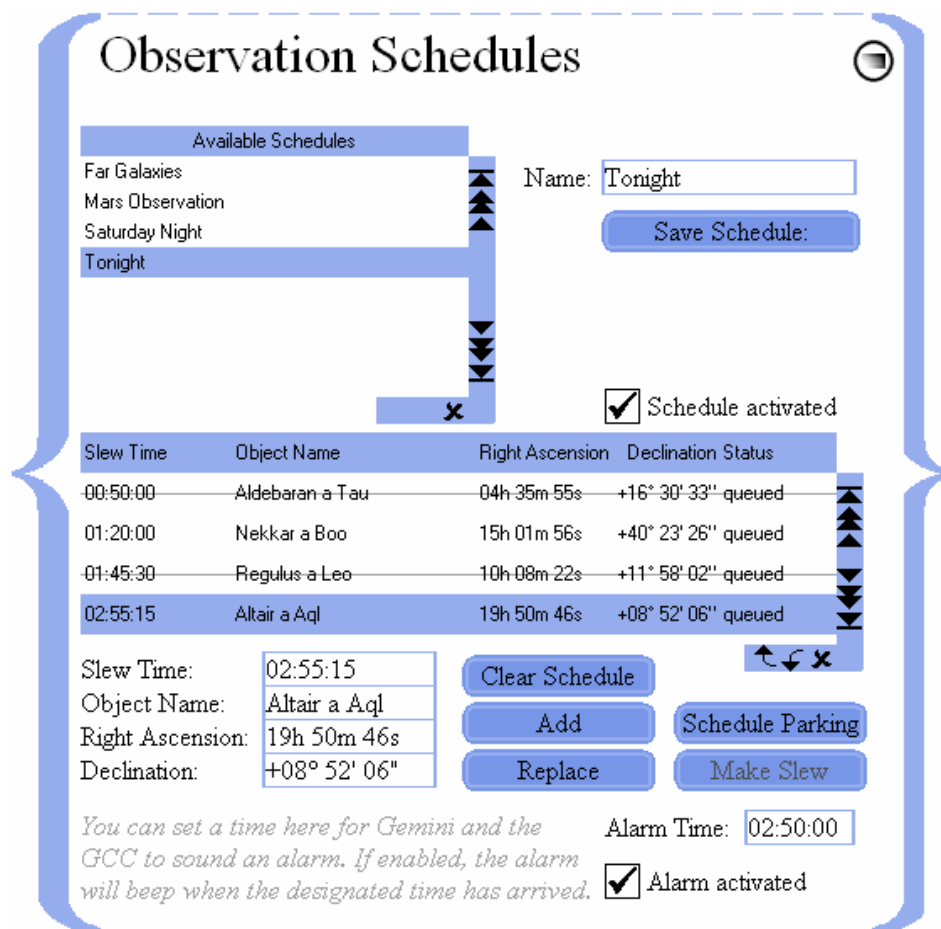 Observation Schedules
Available Schedules
Far Galaxies
Mars Observation
Saturday Night
Tonight
Name: Tonight
Save Schedule:
Schedule activated
Slew Time Object Name Right Ascension Declination Status
00:50:00 Aldebaran a Tau 04h 35m 55s +16° 30' 33'' queued
01:20:00 Nekkar a Boo 15h 01m 56s +40° 23' 26'' queued
01:45:30 Regulus a Leo 10h 08m 22s +11° 58' 02'' queued
02:55:15 Altair a Aql 19h 50m 46s +08° 52' 06'' queued
Slew Time: 02:55:15
Object Name: Altair a Aql
Right Ascension: 19h 50m 46s
Declination: +08° 52' 06"
Clear Schedule
Add Schedule Parking
Replace Make Slew
You can set a time here for Gemini and the
GCC to sound an alarm. If enabled, the alarm
will beep when the designated time has arrived.
Alarm Time: 02:50:00
Alarm activated